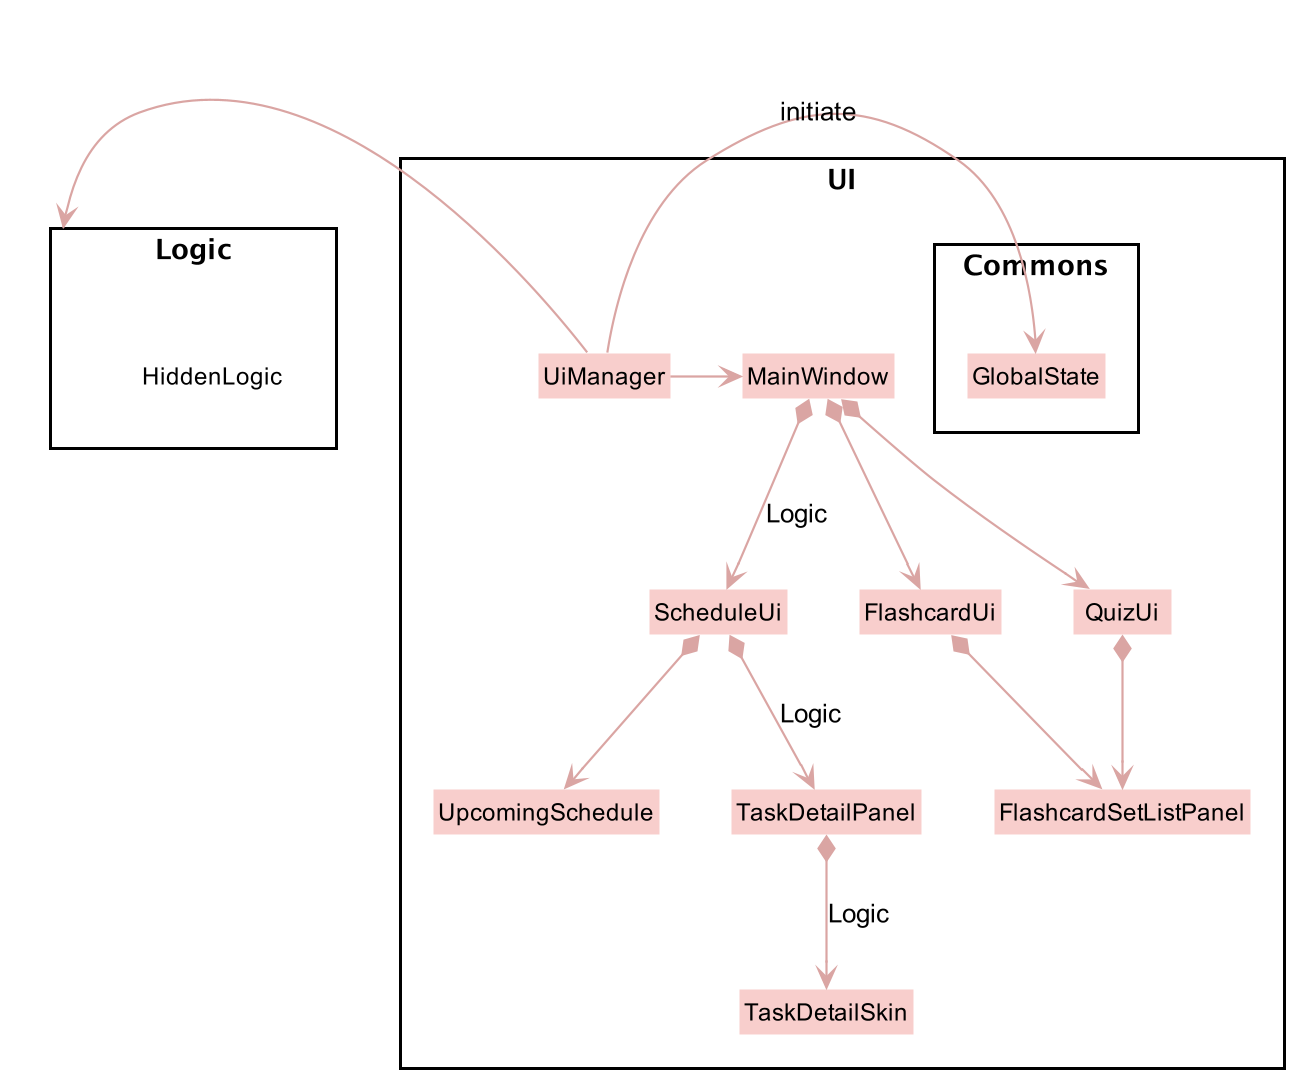 initiate
UI
Logic
Commons
HiddenLogic
UiManager
MainWindow
GlobalState
Logic
ScheduleUi
FlashcardUi
QuizUi
Logic
UpcomingSchedule
TaskDetailPanel
FlashcardSetListPanel
Logic
TaskDetailSkin